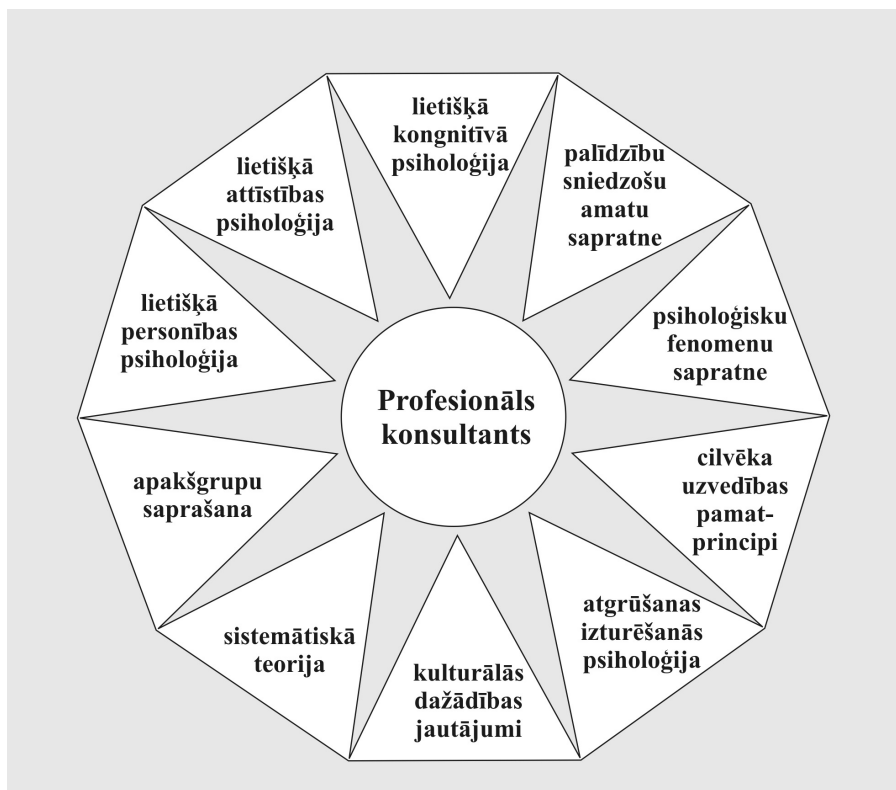 lietišķā
kongnitīvā
psiholoģija
palīdzību
sniedzošu
amatu
sapratne
psiholoģisku
fenomenu
sapratne
cilvēka
uzvedības
pamat-
principi
atgrūšanas
izturēšanās
psiholoģija
kulturālās
dažādības
jautājumi
sistēmātiskā
teorija
apakšgrupu
saprašana
lietišķā
personības
psiholoģija
lietišķā
attīstības
psiholoģija
Profesionāls
konsultants